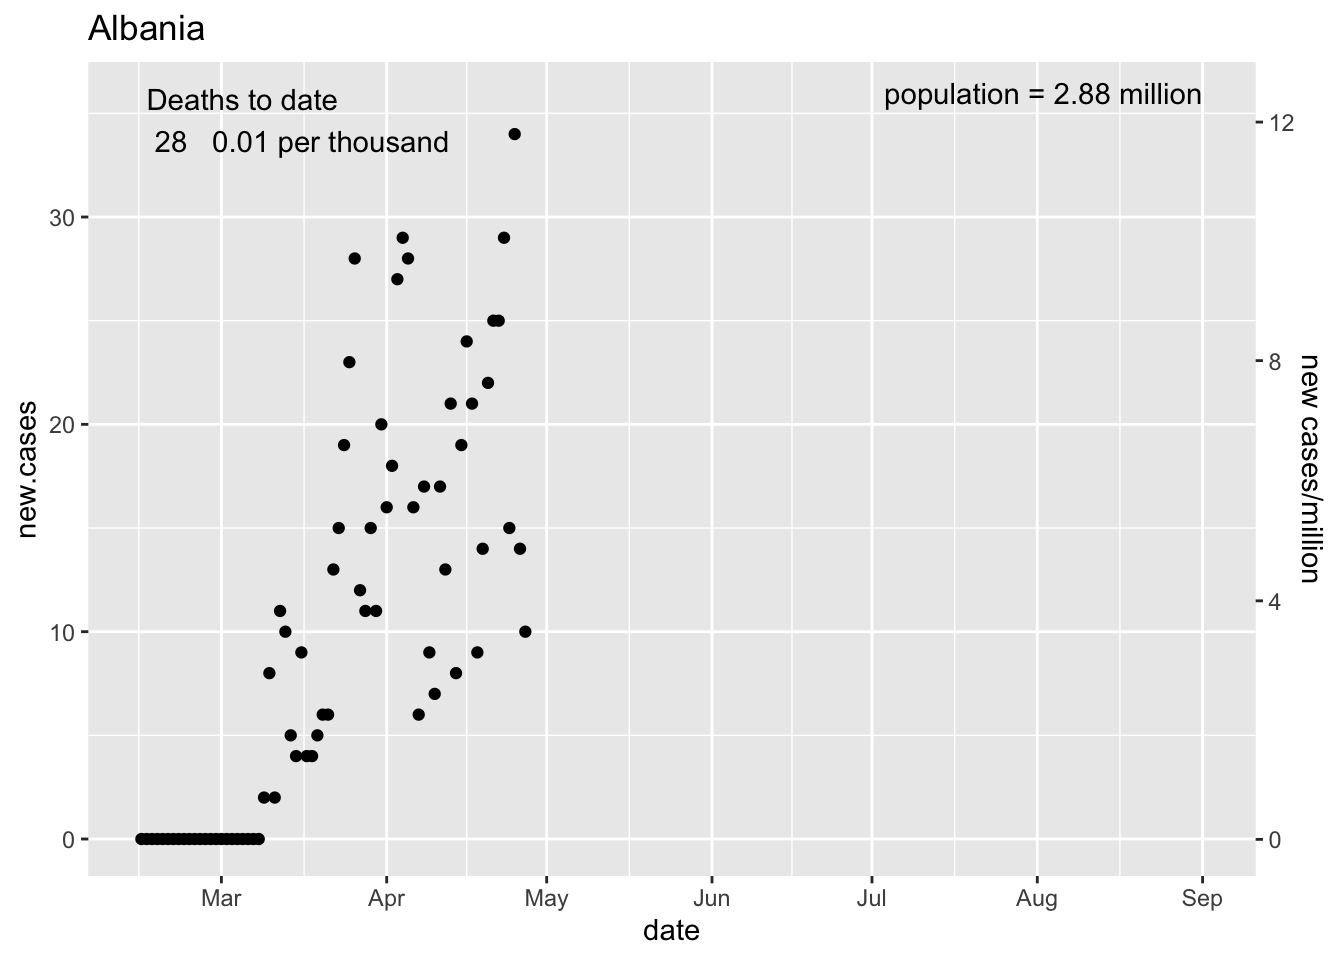 Albania
Deaths to date
28 0.01 per thousand
population = 2.88 million
30
20
10
0
new.cases
12
8
4
0
new cases/million
Mar Apr May Jun Jul Aug Sep
date